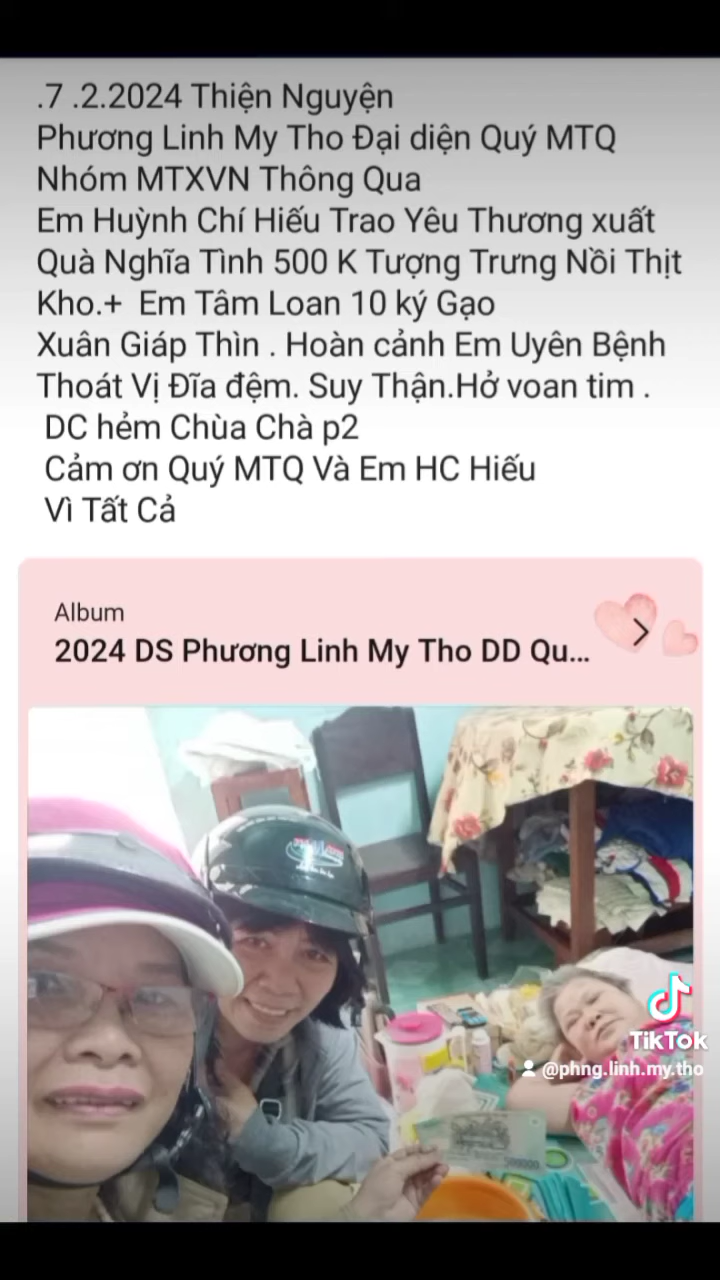 .7 .2.2024 Thiện Nguyện
Phương Linh My Tho Đại diện Quý MTQ
Nhóm MTXVN Thông Qua
Em Huỳnh Chí Hiếu Trao Yêu Thương xuất
Quà Nghĩa Tình 500 K Tượng Trưng Nồi Thịt
Kho.+  Em Tâm Loan 10 ký Gạo
Xuân Giáp Thìn . Hoàn cảnh Em Uyên Bệnh
Thoát Vị Đĩa đệm. Suy Thận.Hở voan tim .
DC hẻm Chùa Chà p2
Cảm ơn Quý MTQ Và Em HC Hiếu
Vì Tất Cả
Album
2024 DS Phương Linh My Tho DD Qu...
TikTok
@phng.linh.my.tho